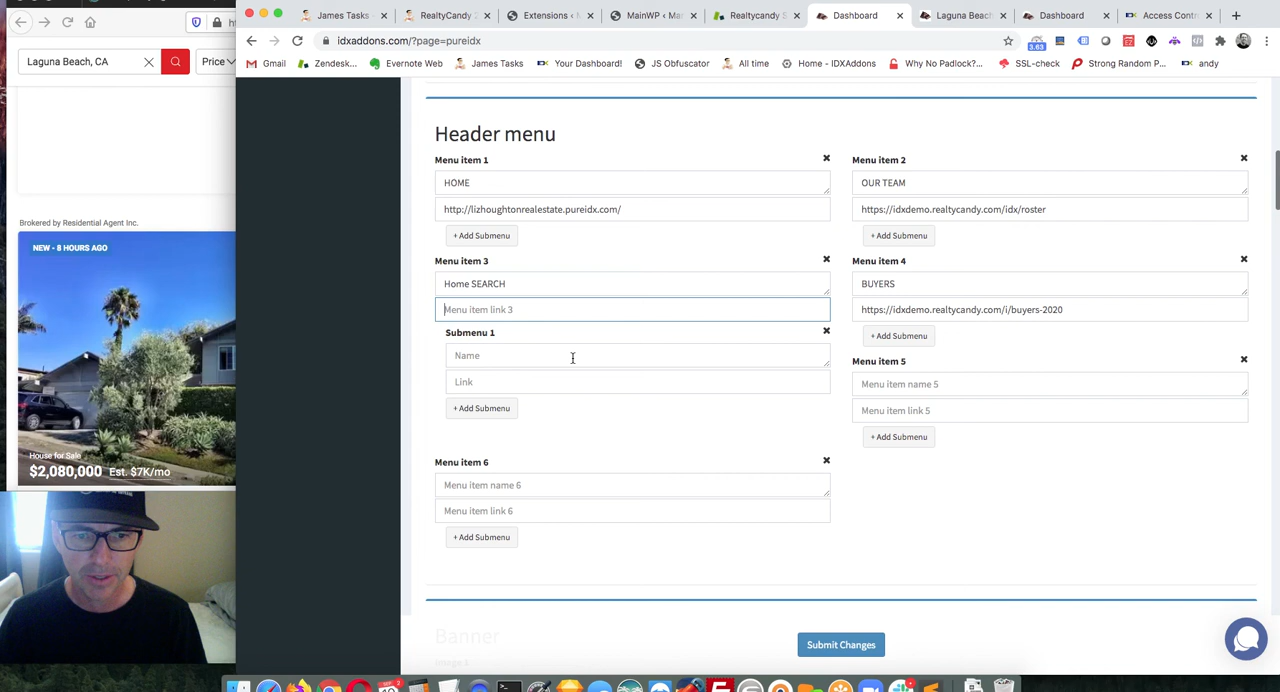 James Tasks
RealtyCandy
Extensions
Dashboard
Laguna Beach
Dashboard
Access Contr
idxaddons.com/?page=pureidx
3.63
Gmail
Zendesk...
Evernote Web
James Tasks
Your Dashboard!
JS Obfuscator
All time
Home - IDXAddons
Why No Padlock?...
SSL-check
Strong Random P...
andy
Laguna Beach, CA
Price
Brokered by Residential Agent Inc.
NEW - 8 HOURS AGO
House for Sale
$2,080,000 Est. $7K/mo
Header menu
Menu item 1
HOME
http://lizhoughtonrealestate.pureidx.com/
+ Add Submenu
Menu item 2
OUR TEAM
https://idxdemo.realtycandy.com/idx/roster
+ Add Submenu
Menu item 3
Home SEARCH
Menu item link 3
Submenu 1
Name
Link
+ Add Submenu
Menu item 4
BUYERS
https://idxdemo.realtycandy.com/i/buyers-2020
+ Add Submenu
Menu item 5
Menu item name 5
Menu item link 5
+ Add Submenu
Menu item 6
Menu item name 6
Menu item link 6
+ Add Submenu
Banner
Image 1
Submit Changes